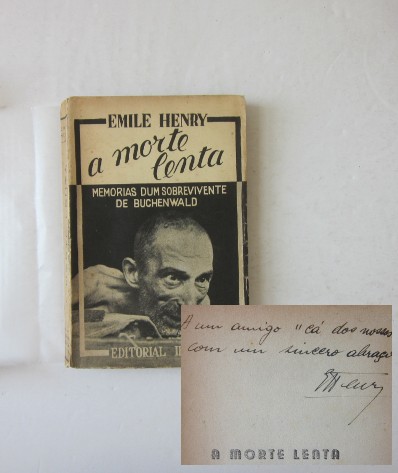 EMILE HENRY
a morte
lenta
MEMORIAS DUM SOBREVIVENTE
DE BUCHENWALD
EDITORIAL
A um amigo "cá dos nossos
com um sincero abraço
A MORTE LENTA